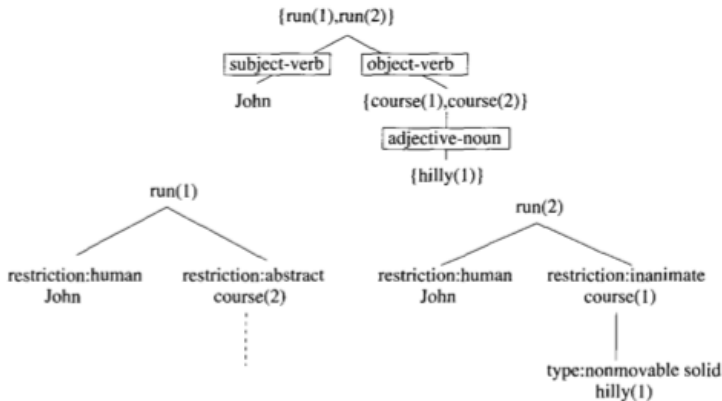 {run(1),run(2)}
subject-verb object-verb
John {course(1),course(2)}
adjective-noun
{hilly(1)}
run(1)
run(2)
restriction:human restriction:abstract restriction:human restriction:inanimate
John course(2) John course(1)
type:nonmovable solid
hilly(1)